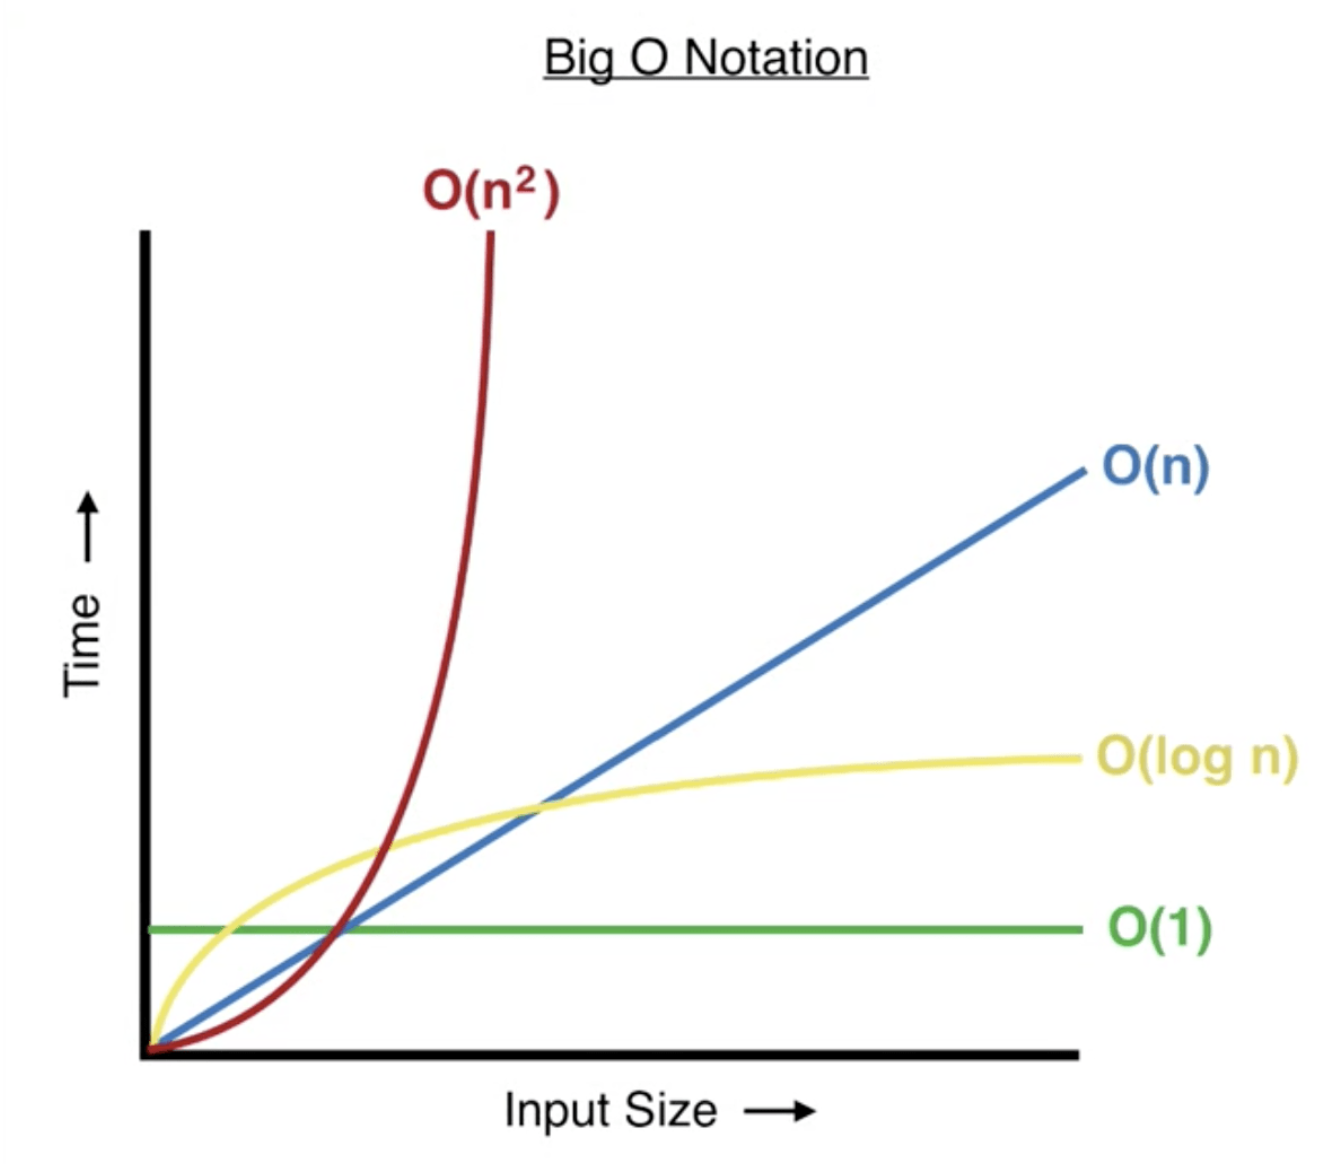 Big O Notation
O(n²)
O(n)
Time
O(log n)
O(1)
Input Size